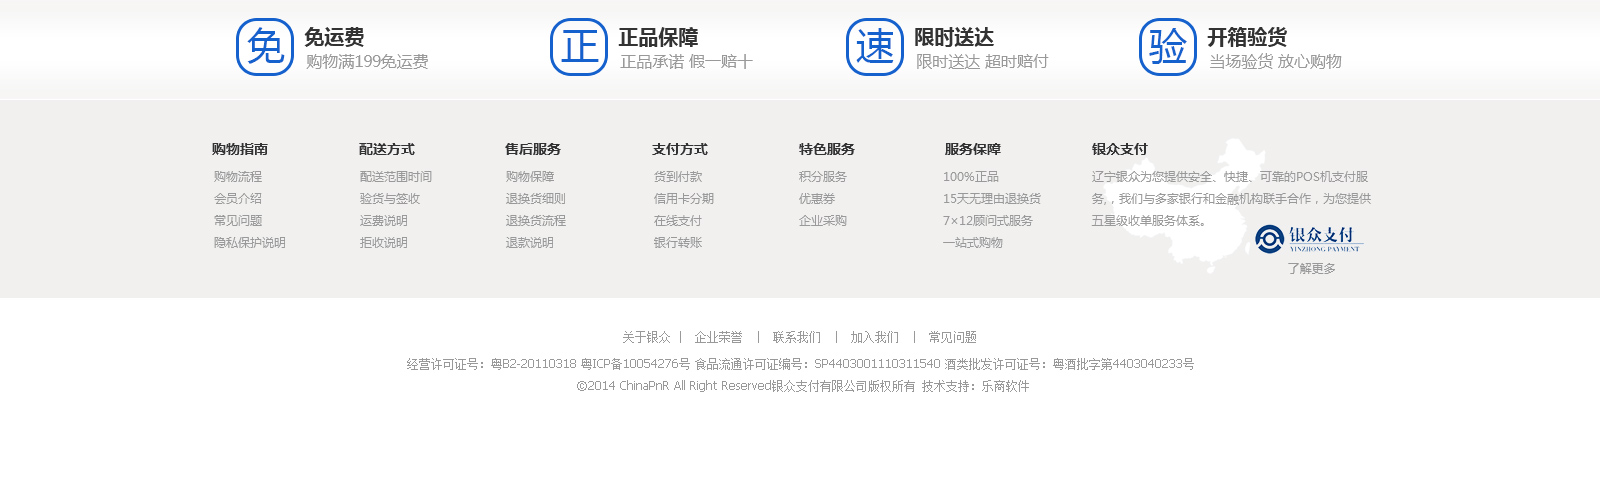 免 免运费
购物满199免运费
正 正品保障
正品承诺 假一赔十
速 限时送达
限时送达 超时赔付
验 开箱验货
当场验货 放心购物
购物指南
购物流程
会员介绍
常见问题
隐私保护说明
配送方式
配送范围时间
验货与签收
运费说明
拒收说明
售后服务
购物保障
退换货细则
退换货流程
退款说明
支付方式
货到付款
信用卡分期
在线支付
银行转账
特色服务
积分服务
优惠券
企业采购
服务保障
100%正品
15天无理由退换货
7×12顾问式服务
一站式购物
银众支付
辽宁银众为您提供安全、快捷、可靠的POS机支付服
务,，我们与多家银行和金融机构联手合作，为您提供
五星级收单服务体系。
银众支付
YINZHONG PAYMENT
了解更多
关于银众 | 企业荣誉 | 联系我们 | 加入我们 | 常见问题
经营许可证号：粤B2-20110318 粤ICP备10054276号 食品流通许可证编号：SP4403001110311540 酒类批发许可证号：粤酒批字第4403040233号
©2014 ChinaPnR All Right Reserved银众支付有限公司版权所有 技术支持：乐商软件